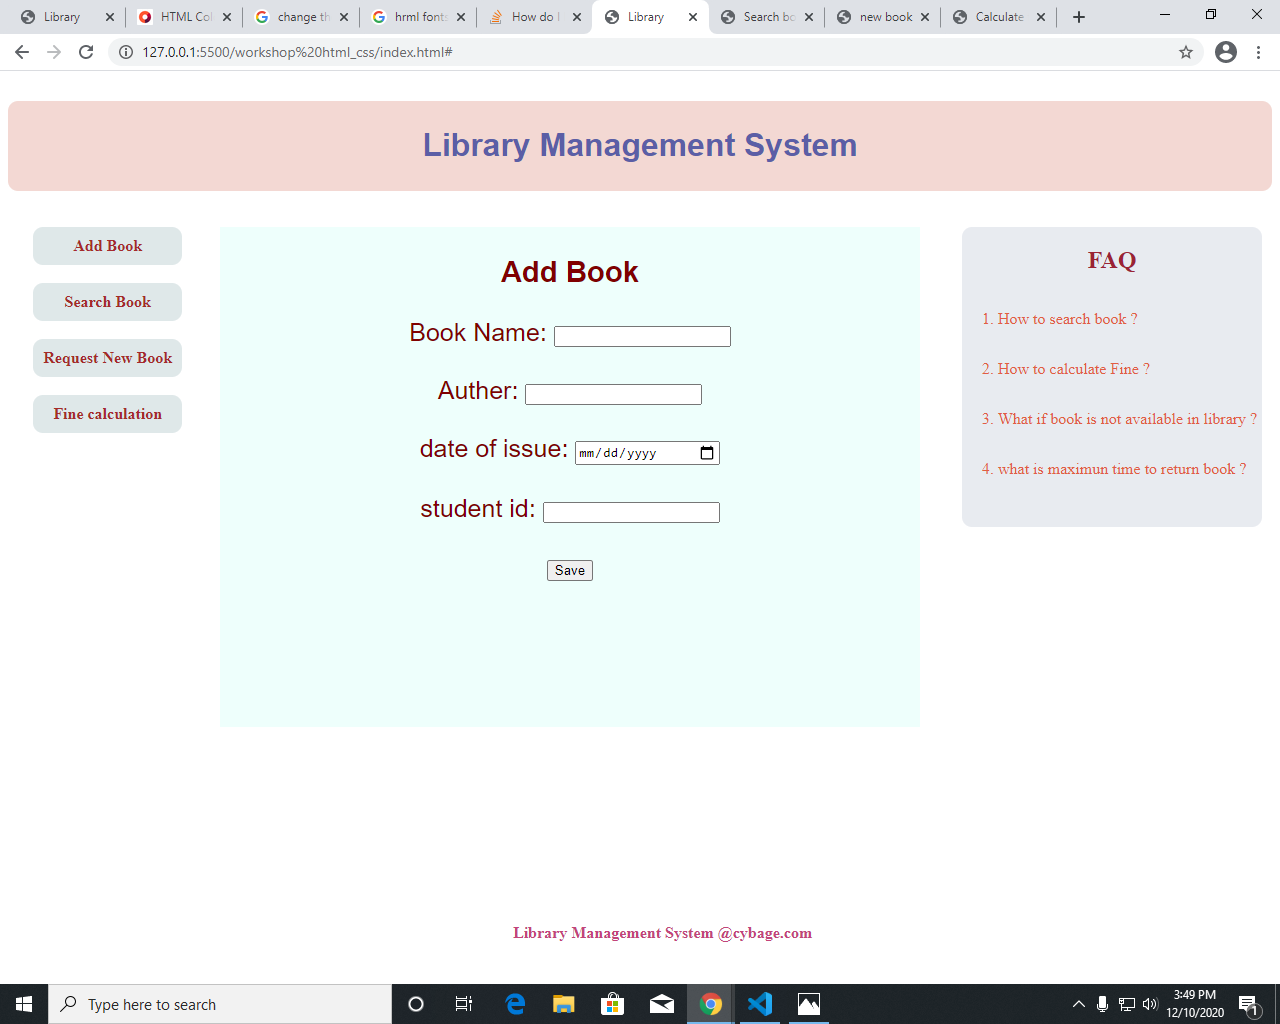 Library
HTML Col
change th
hrml fonts
How do I
Library
Search bo
new book
Calculate
127.0.0.1:5500/workshop%20html_css/index.html#
Library Management System
Add Book
Search Book
Request New Book
Fine calculation
Add Book
Book Name:
Auther:
date of issue: mm/dd/yyyy
student id:
Save
FAQ
1. How to search book ?
2. How to calculate Fine ?
3. What if book is not available in library ?
4. what is maximun time to return book ?
Library Management System @cybage.com
Type here to search
3:49 PM
12/10/2020
1